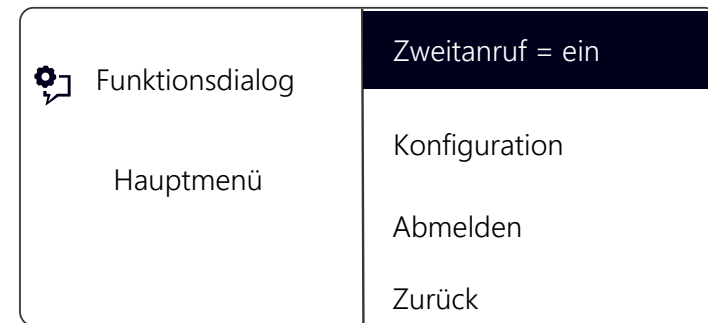 Funktionsdialog
Hauptmenü
Zweitanruf = ein
Konfiguration
Abmelden
Zurück